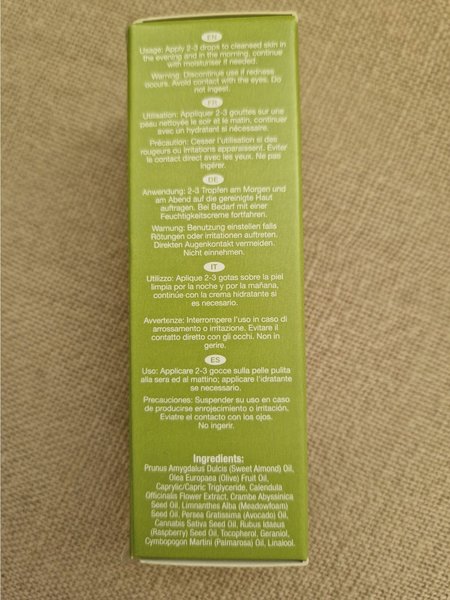 EN
Usage: Apply 2-3 drops to cleansed skin in
the evening and in the morning, continue
with moisturiser if needed.
Warning: Discontinue use if redness
occurs. Avoid contact with the eyes. Do
not ingest.
FR
Utilisation: Appliquer 2-3 gouttes sur une
peau nettoyée le soir et le matin, continuer
avec un hydratant si nécessaire.
Précaution: Cesser l'utilisation si des
rougeurs ou irritations apparaissent. Éviter
le contact direct avec les yeux. Ne pas
ingérer.
DE
Anwendung: 2-3 Tropfen am Morgen und
am Abend auf die gereinigte Haut
auftragen. Bei Bedarf mit einer
Feuchtigkeitscreme fortfahren.
Warnung: Benutzung einstellen falls
Rötungen oder irritationen auftreten.
Direkten Augenkontakt vermeiden.
Nicht einnehmen.
IT
Utilizzo: Aplique 2-3 gotas sobre la piel
limpia por la noche y por la mañana,
continúe con la crema hidratante si
es necesario.
Avvertenze: Interrompere l'uso in caso di
arrossamento o irritazione. Evitare il
contatto diretto con gli occhi. Non in
gerire.
ES
Uso: Applicare 2-3 gocce sulla pelle pulita
alla sera ed al mattino; applicare l'idratante
se necessario.
Precauciones: Suspender su uso en caso
de producirse enrojecimiento o irritación.
Eviatre el contacto con los ojos.
No ingerir.
Ingredients:
Prunus Amygdalus Dulcis (Sweet Almond) Oil,
Olea Europaea (Olive) Fruit Oil,
Caprylic/Capric Triglyceride, Calendula
Officinalis Flower Extract, Crambe Abyssinica
Seed Oil, Limnanthes Alba (Meadowfoam)
Seed Oil, Persea Gratissima (Avocado) Oil,
Cannabis Sativa Seed Oil, Rubus Idaeus
(Raspberry) Seed Oil, Tocopherol, Geraniol,
Cymbopogon Martini (Palmarosa) Oil, Linalool.